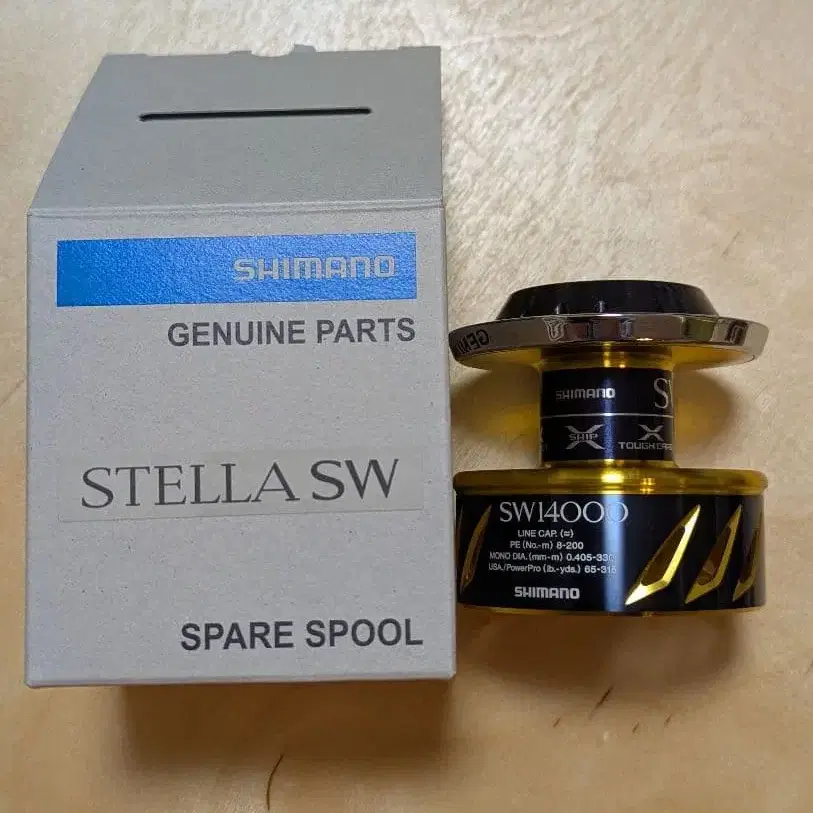 SHIMANO
GENUINE PARTS
STELLA SW
SPARE SPOOL
SHIMANO
X SHIP
X TOUGH DRAG
SW14000
LINE CAP. (≈)
PE (No.-m) 8-200
MONO DIA. (mm-m) 0.405-330
USA./PowerPro (lb.-yds.) 65-315
SHIMANO